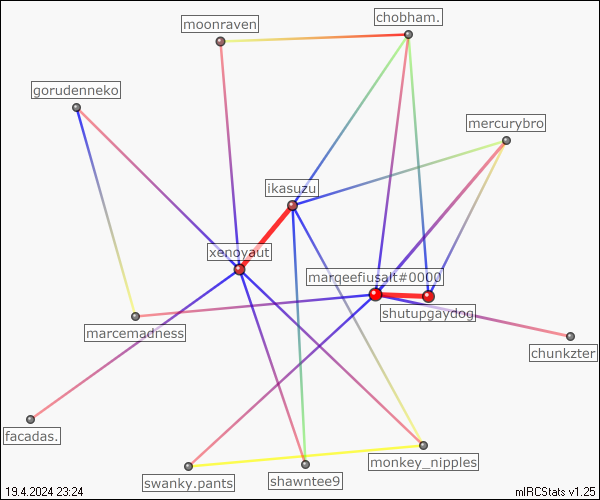 chobham.
moonraven
gorudenneko
mercurybro
ikasuzu
xenoyaut
margeefiusalt#0000
shutupgaydog
marcemadness
chunkzter
facadas.
monkey_nipples
swanky.pants
shawntee9
19.4.2024 23:24
mIRCStats v1.25